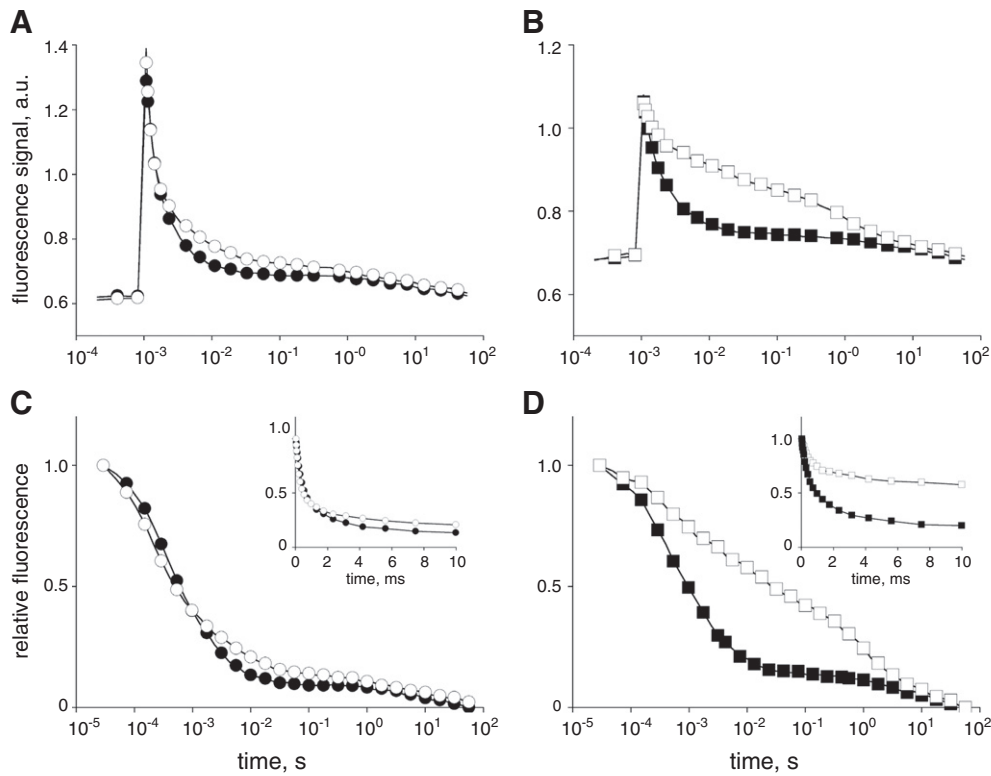 A
B
fluorescence signal, a.u.
1.4
1.2
1.0
0.8
0.6
10⁻⁴ 10⁻³ 10⁻² 10⁻¹ 10⁻⁰ 10¹ 10²
1.2
1.0
0.8
0.6
10⁻⁴ 10⁻³ 10⁻² 10⁻¹ 10⁻⁰ 10¹ 10²
C
D
relative fluorescence
1.0
0.5
0
10⁻⁵ 10⁻⁴ 10⁻³ 10⁻² 10⁻¹ 10⁰ 10¹ 10²
time, s
1.0
0.5
0
0 2 4 6 8 10
time, ms
1.0
0.5
0
10⁻⁵ 10⁻⁴ 10⁻³ 10⁻² 10⁻¹ 10⁰ 10¹ 10²
time, s
1.0
0.5
0
0 2 4 6 8 10
time, ms